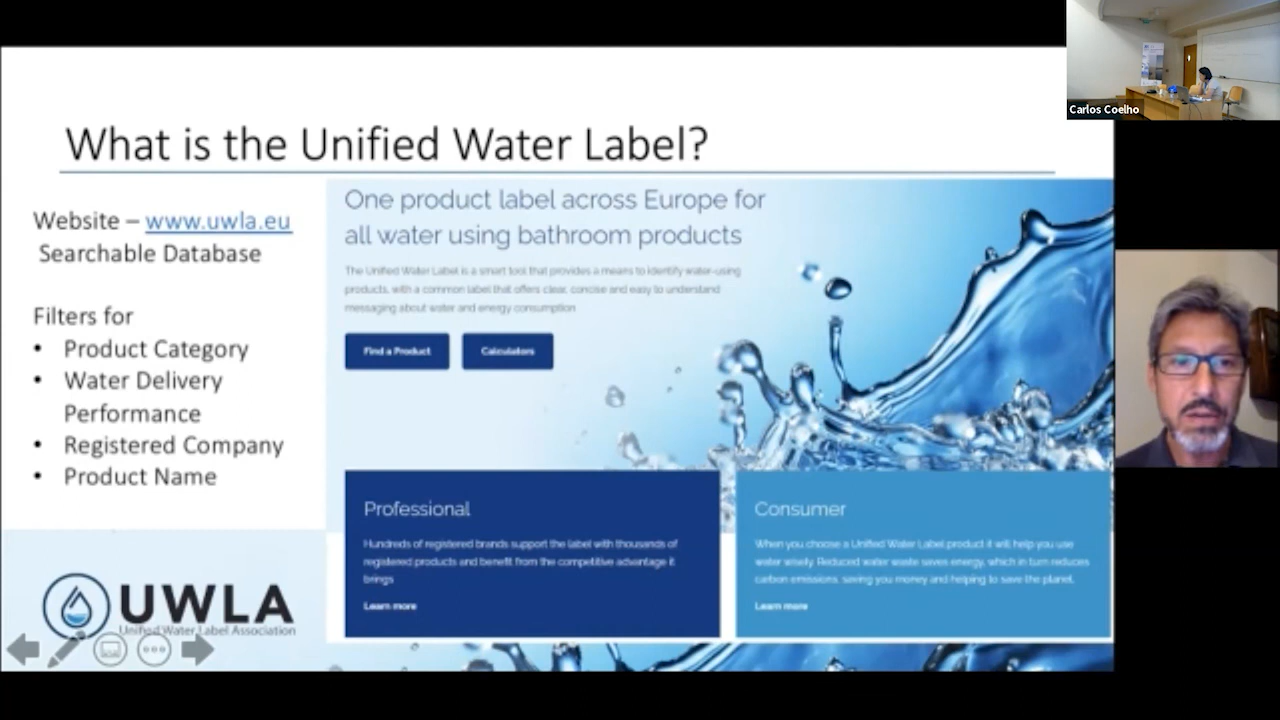 Carlos Coelho
What is the Unified Water Label?
Website – www.uwla.eu
Searchable Database
Filters for
• Product Category
• Water Delivery
Performance
• Registered Company
• Product Name
UWLA
Unified Water Label Association
One product label across Europe for
all water using bathroom products
The Unified Water Label is a smart tool that provides a means to identify water-using
products, with a common label that offers clear, concise and easy to understand
messaging about water and energy consumption
Find a Product
Calculators
Professional
Hundreds of registered brands support the label with thousands of
registered products and benefit from the competitive advantage it
brings
Learn more
Consumer
When you choose a Unified Water Label product it will help you use
water wisely. Reduced water waste saves energy, which in turn reduces
carbon emissions, saving you money and helping to save the planet.
Learn more